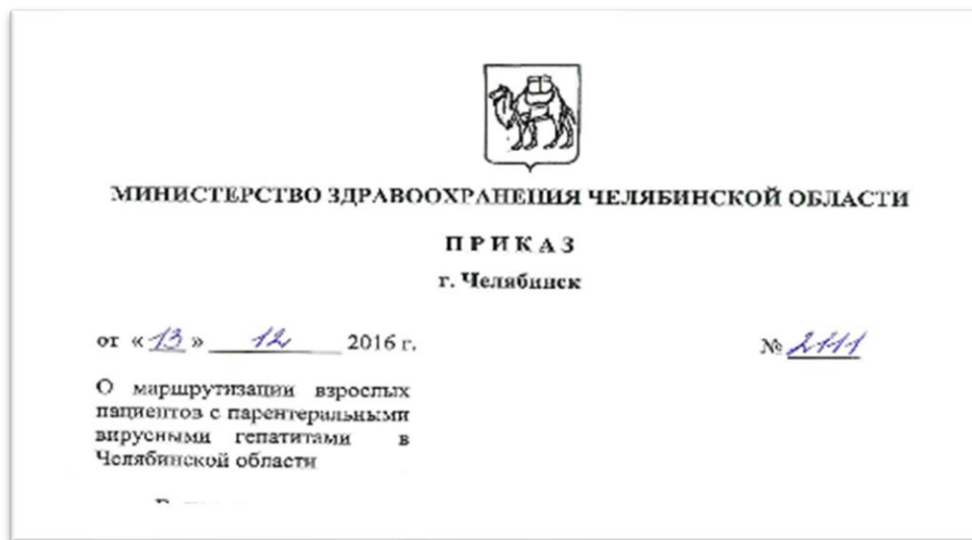 МИНИСТЕРСТВО ЗДРАВООХРАНЕНИЯ ЧЕЛЯБИНСКОЙ ОБЛАСТИ
П Р И К А З
г. Челябинск
от « 13 » 12 2016 г.
№ 2111
О маршрутизации взрослых
пациентов с парентеральными
вирусными гепатитами в
Челябинской области